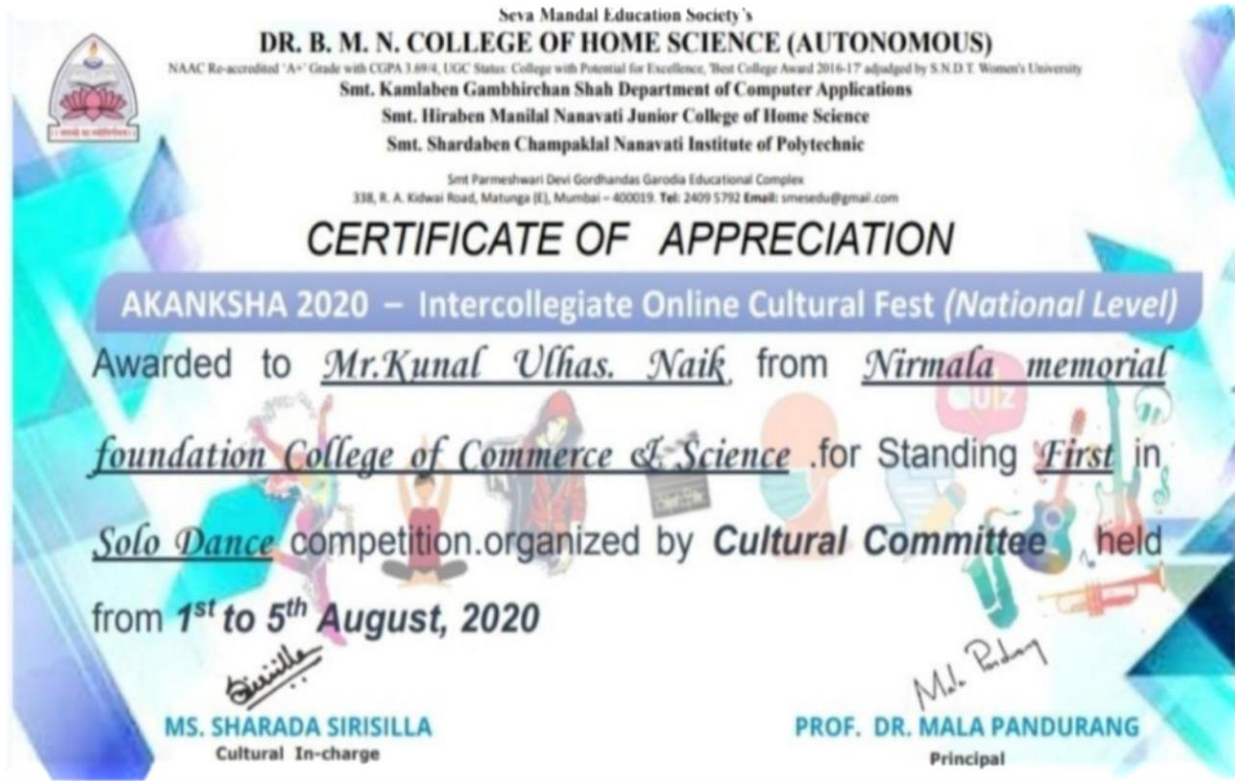 Seva Mandal Education Society's
DR. B. M. N. COLLEGE OF HOME SCIENCE (AUTONOMOUS)
NAAC Re-accredited 'A+' Grade with CGPA 3.69/4, UGC Status: College with Potential for Excellence, 'Best College Award 2016-17' adjudged by S.N.D.T. Women's University
Smt. Kamlaben Gambhirchan Shah Department of Computer Applications
Smt. Hiraben Manilal Nanavati Junior College of Home Science
Smt. Shardaben Champaklal Nanavati Institute of Polytechnic
Smt Parmeshwari Devi Gordhandas Garodia Educational Complex
338, R. A. Kidwai Road, Matunga (E), Mumbai – 400019. Tel: 2409 5792 Email: smesedu@gmail.com
CERTIFICATE OF APPRECIATION
AKANKSHA 2020 – Intercollegiate Online Cultural Fest (National Level)
Awarded to Mr.Kunal Ulhas. Naik from Nirmala memorial
foundation College of Commerce & Science .for Standing First in
QUIZ
Solo Dance competition.organized by Cultural Committee , held
from 1st to 5th August, 2020
Sirisilla
Mala Pandurang
MS. SHARADA SIRISILLA
Cultural In-charge
PROF. DR. MALA PANDURANG
Principal